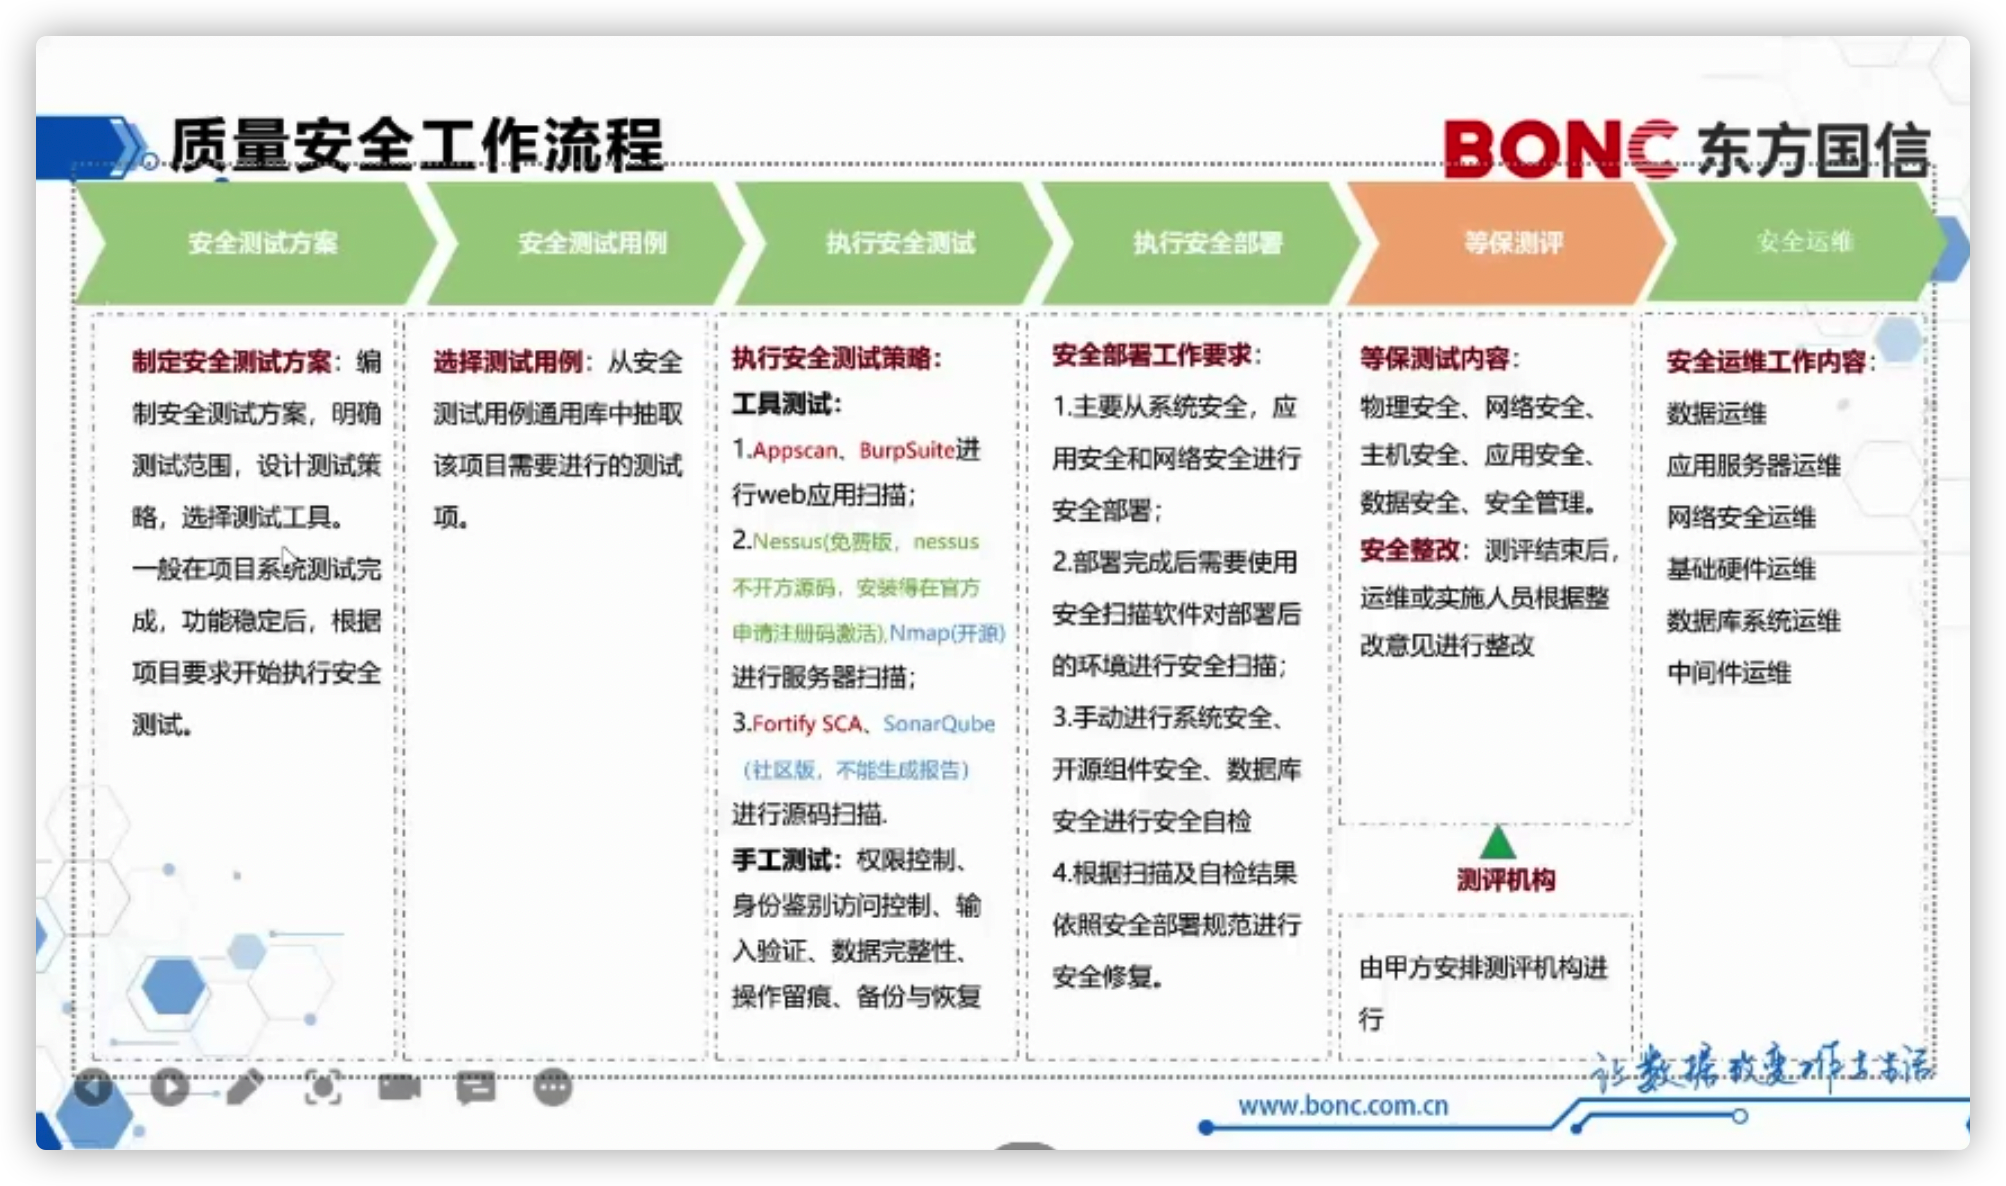 质量安全工作流程
BONC 东方国信
安全测试方案
安全测试用例
执行安全测试
执行安全部署
等保测评
安全运维
制定安全测试方案：编
制安全测试方案，明确
测试范围，设计测试策
略，选择测试工具。
一般在项目系统测试完
成，功能稳定后，根据
项目要求开始执行安全
测试。
选择测试用例：从安全
测试用例通用库中抽取
该项目需要进行的测试
项。
执行安全测试策略：
工具测试：
1.Appscan、BurpSuite进
行web应用扫描；
2.Nessus(免费版，nessus
不开方源码，安装得在官方
申请注册码激活),Nmap(开源)
进行服务器扫描；
3.Fortify SCA、SonarQube
（社区版，不能生成报告）
进行源码扫描.
手工测试：权限控制、
身份鉴别访问控制、输
入验证、数据完整性、
操作留痕、备份与恢复
安全部署工作要求：
1.主要从系统安全，应
用安全和网络安全进行
安全部署；
2.部署完成后需要使用
安全扫描软件对部署后
的环境进行安全扫描；
3.手动进行系统安全、
开源组件安全、数据库
安全进行安全自检
4.根据扫描及自检结果
依照安全部署规范进行
安全修复。
等保测试内容：
物理安全、网络安全、
主机安全、应用安全、
数据安全、安全管理。
安全整改：测评结束后，
运维或实施人员根据整
改意见进行整改
测评机构
由甲方安排测评机构进
行
安全运维工作内容：
数据运维
应用服务器运维
网络安全运维
基础硬件运维
数据库系统运维
中间件运维
让数据改变工作与生活
www.bonc.com.cn